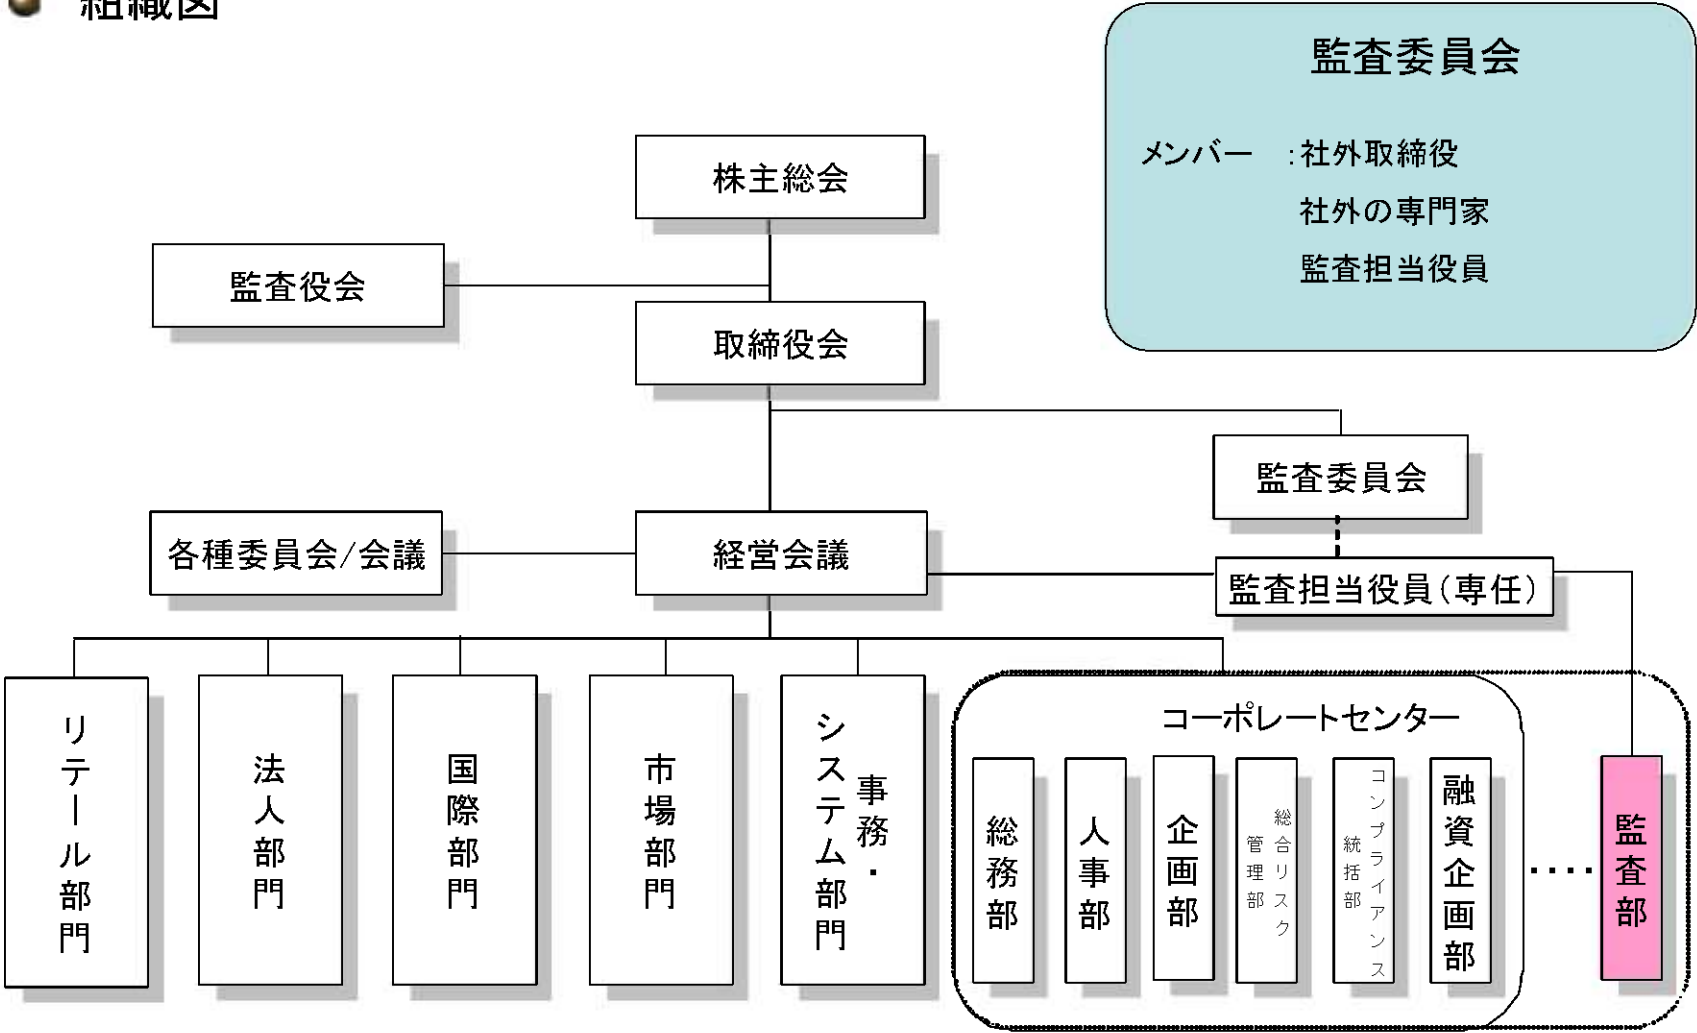 組織図
監査委員会
メンバー :社外取締役
社外の専門家
監査担当役員
株主総会
監査役会
取締役会
監査委員会
各種委員会/会議
経営会議
監査担当役員(専任)
リテール部門
法人部門
国際部門
市場部門
事務・
システム部門
コーポレートセンター
総務部
人事部
企画部
総合リスク
管理部
コンプライアンス
統括部
融資企画部
‥‥
監査部